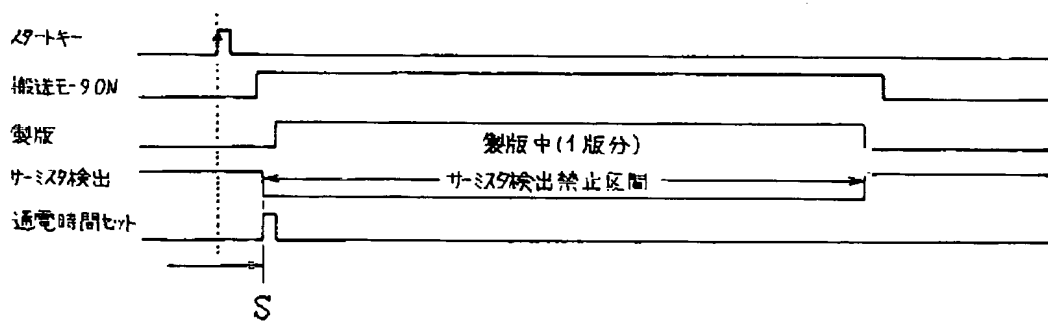 スタートキー
搬送モータON
製版
製版中(1版分)
サーミスタ検出
サーミスタ検出禁止区間
通電時間セット
S